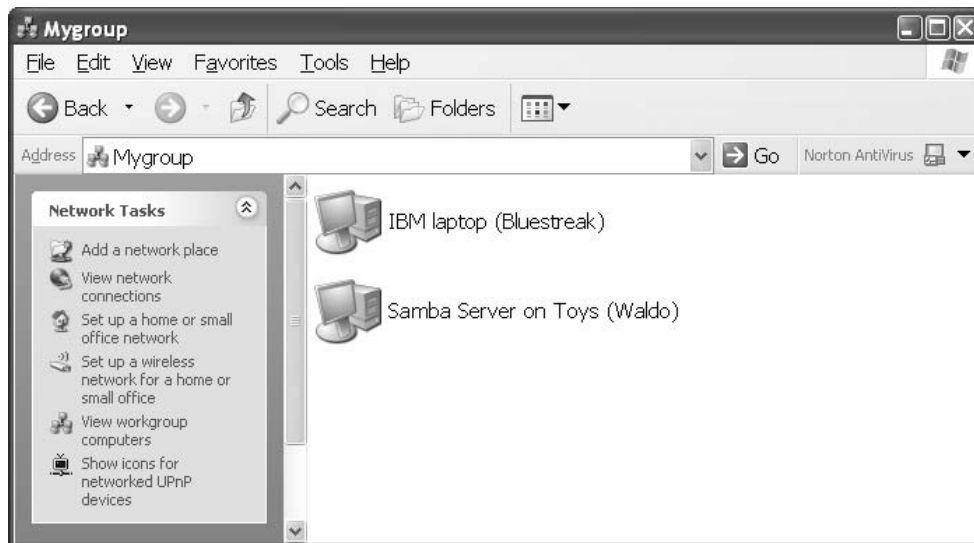 Mygroup
File Edit View Favorites Tools Help
Back Search Folders
Address Mygroup Go Norton AntiVirus
Network Tasks
Add a network place
View network
connections
Set up a home or small
office network
Set up a wireless
network for a home or
small office
View workgroup
computers
Show icons for
networked UPnP
devices
IBM laptop (Bluestreak)
Samba Server on Toys (Waldo)